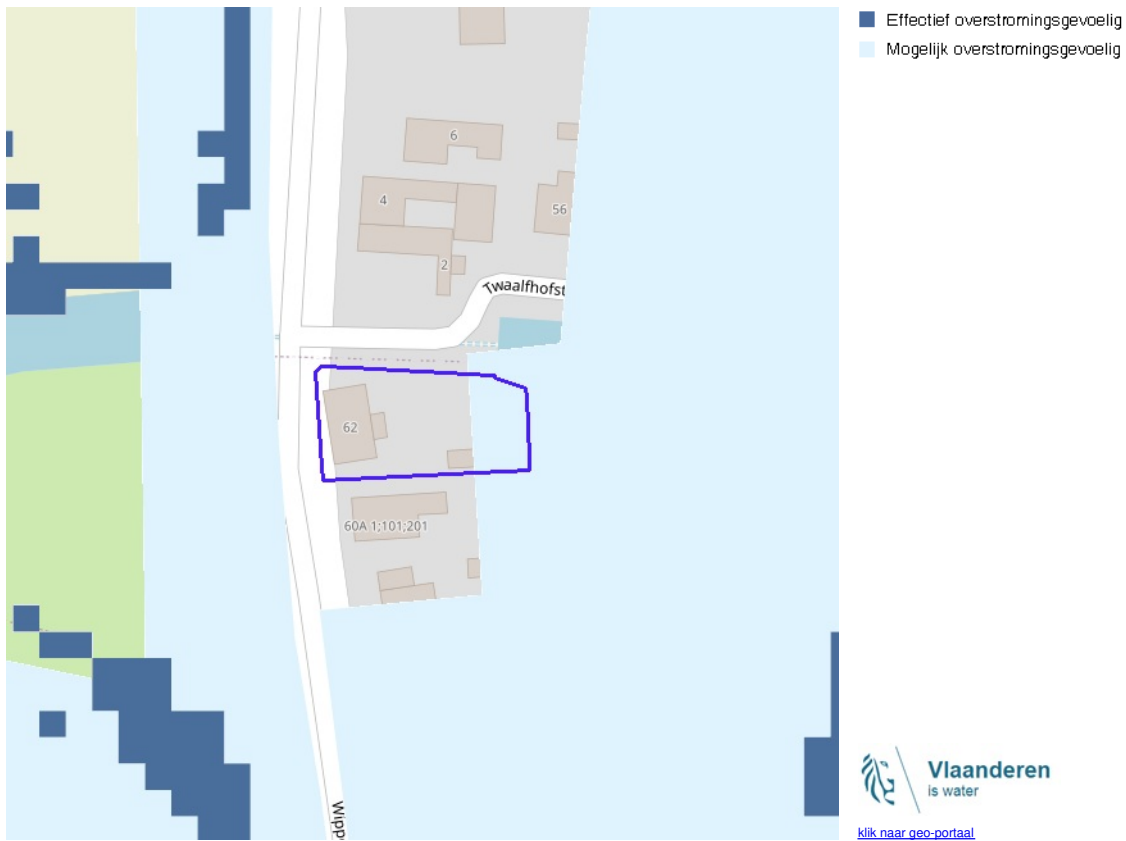 Effectief overstromingsgevoelig
Mogelijk overstromingsgevoelig
6
4
56
2
Twaalfhofst
62
60A 1;101;201
Wipp
Vlaanderen
is water
klik naar geo-portaal